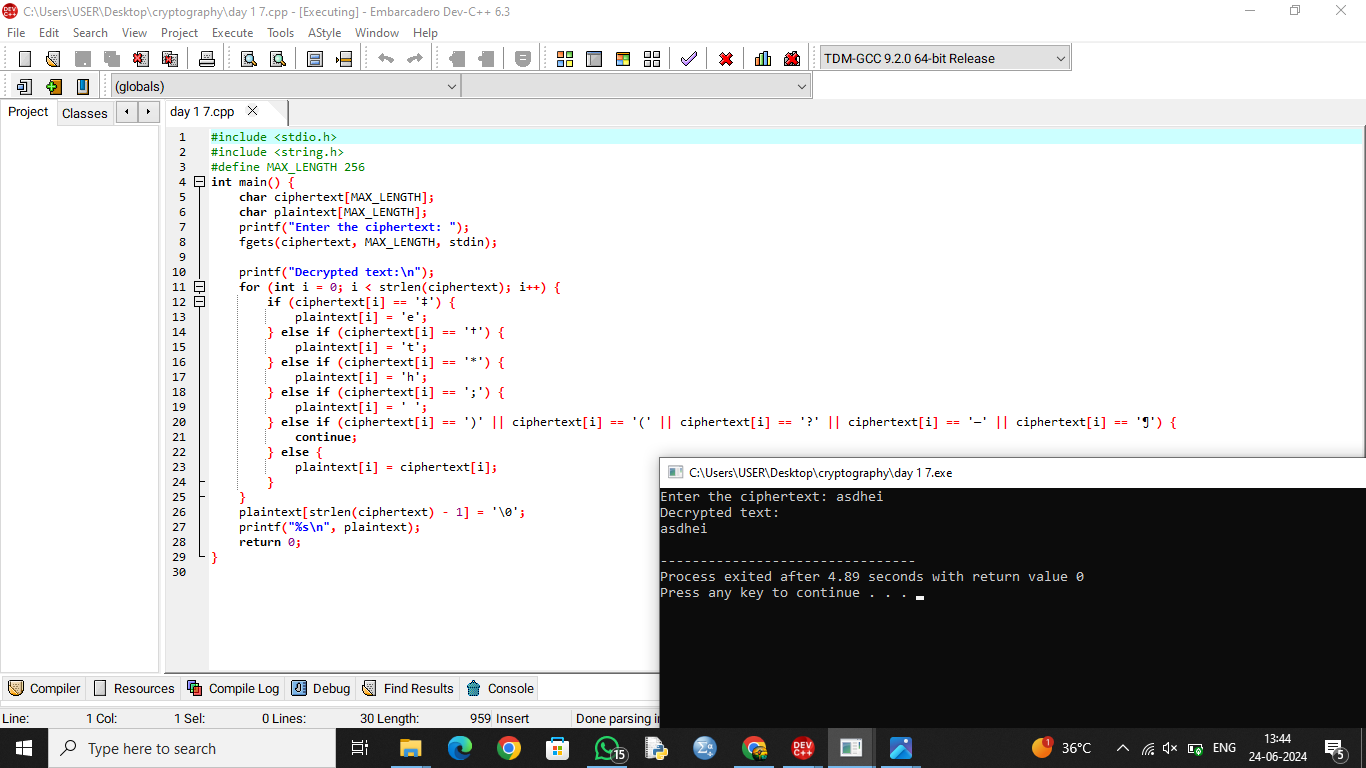 C:\Users\USER\Desktop\cryptography\day 1 7.cpp - [Executing] - Embarcadero Dev-C++ 6.3
File Edit Search View Project Execute Tools AStyle Window Help
TDM-GCC 9.2.0 64-bit Release
(globals)
Project Classes day 1 7.cpp
1 #include <stdio.h>
2 #include <string.h>
3 #define MAX_LENGTH 256
4 int main() {
5 char ciphertext[MAX_LENGTH];
6 char plaintext[MAX_LENGTH];
7 printf("Enter the ciphertext: ");
8 fgets(ciphertext, MAX_LENGTH, stdin);
9
10 printf("Decrypted text:\n");
11 for (int i = 0; i < strlen(ciphertext); i++) {
12 if (ciphertext[i] == '‡') {
13 plaintext[i] = 'e';
14 } else if (ciphertext[i] == '†') {
15 plaintext[i] = 't';
16 } else if (ciphertext[i] == '*') {
17 plaintext[i] = 'h';
18 } else if (ciphertext[i] == ';') {
19 plaintext[i] = ' ';
20 } else if (ciphertext[i] == ')' || ciphertext[i] == '(' || ciphertext[i] == '?' || ciphertext[i] == '—' || ciphertext[i] == '¶') {
21 continue;
22 } else {
23 plaintext[i] = ciphertext[i];
24 }
25 }
26 plaintext[strlen(ciphertext) - 1] = '\0';
27 printf("%s\n", plaintext);
28 return 0;
29 }
30
C:\Users\USER\Desktop\cryptography\day 1 7.exe
Enter the ciphertext: asdhei
Decrypted text:
asdhei
--------------------------------
Process exited after 4.89 seconds with return value 0
Press any key to continue . . .
Compiler Resources Compile Log Debug Find Results Console
Line: 1 Col: 1 Sel: 0 Lines: 30 Length: 959 Insert Done parsing in
Type here to search
15
DEV C++
1 36°C ENG
13:44
24-06-2024
5